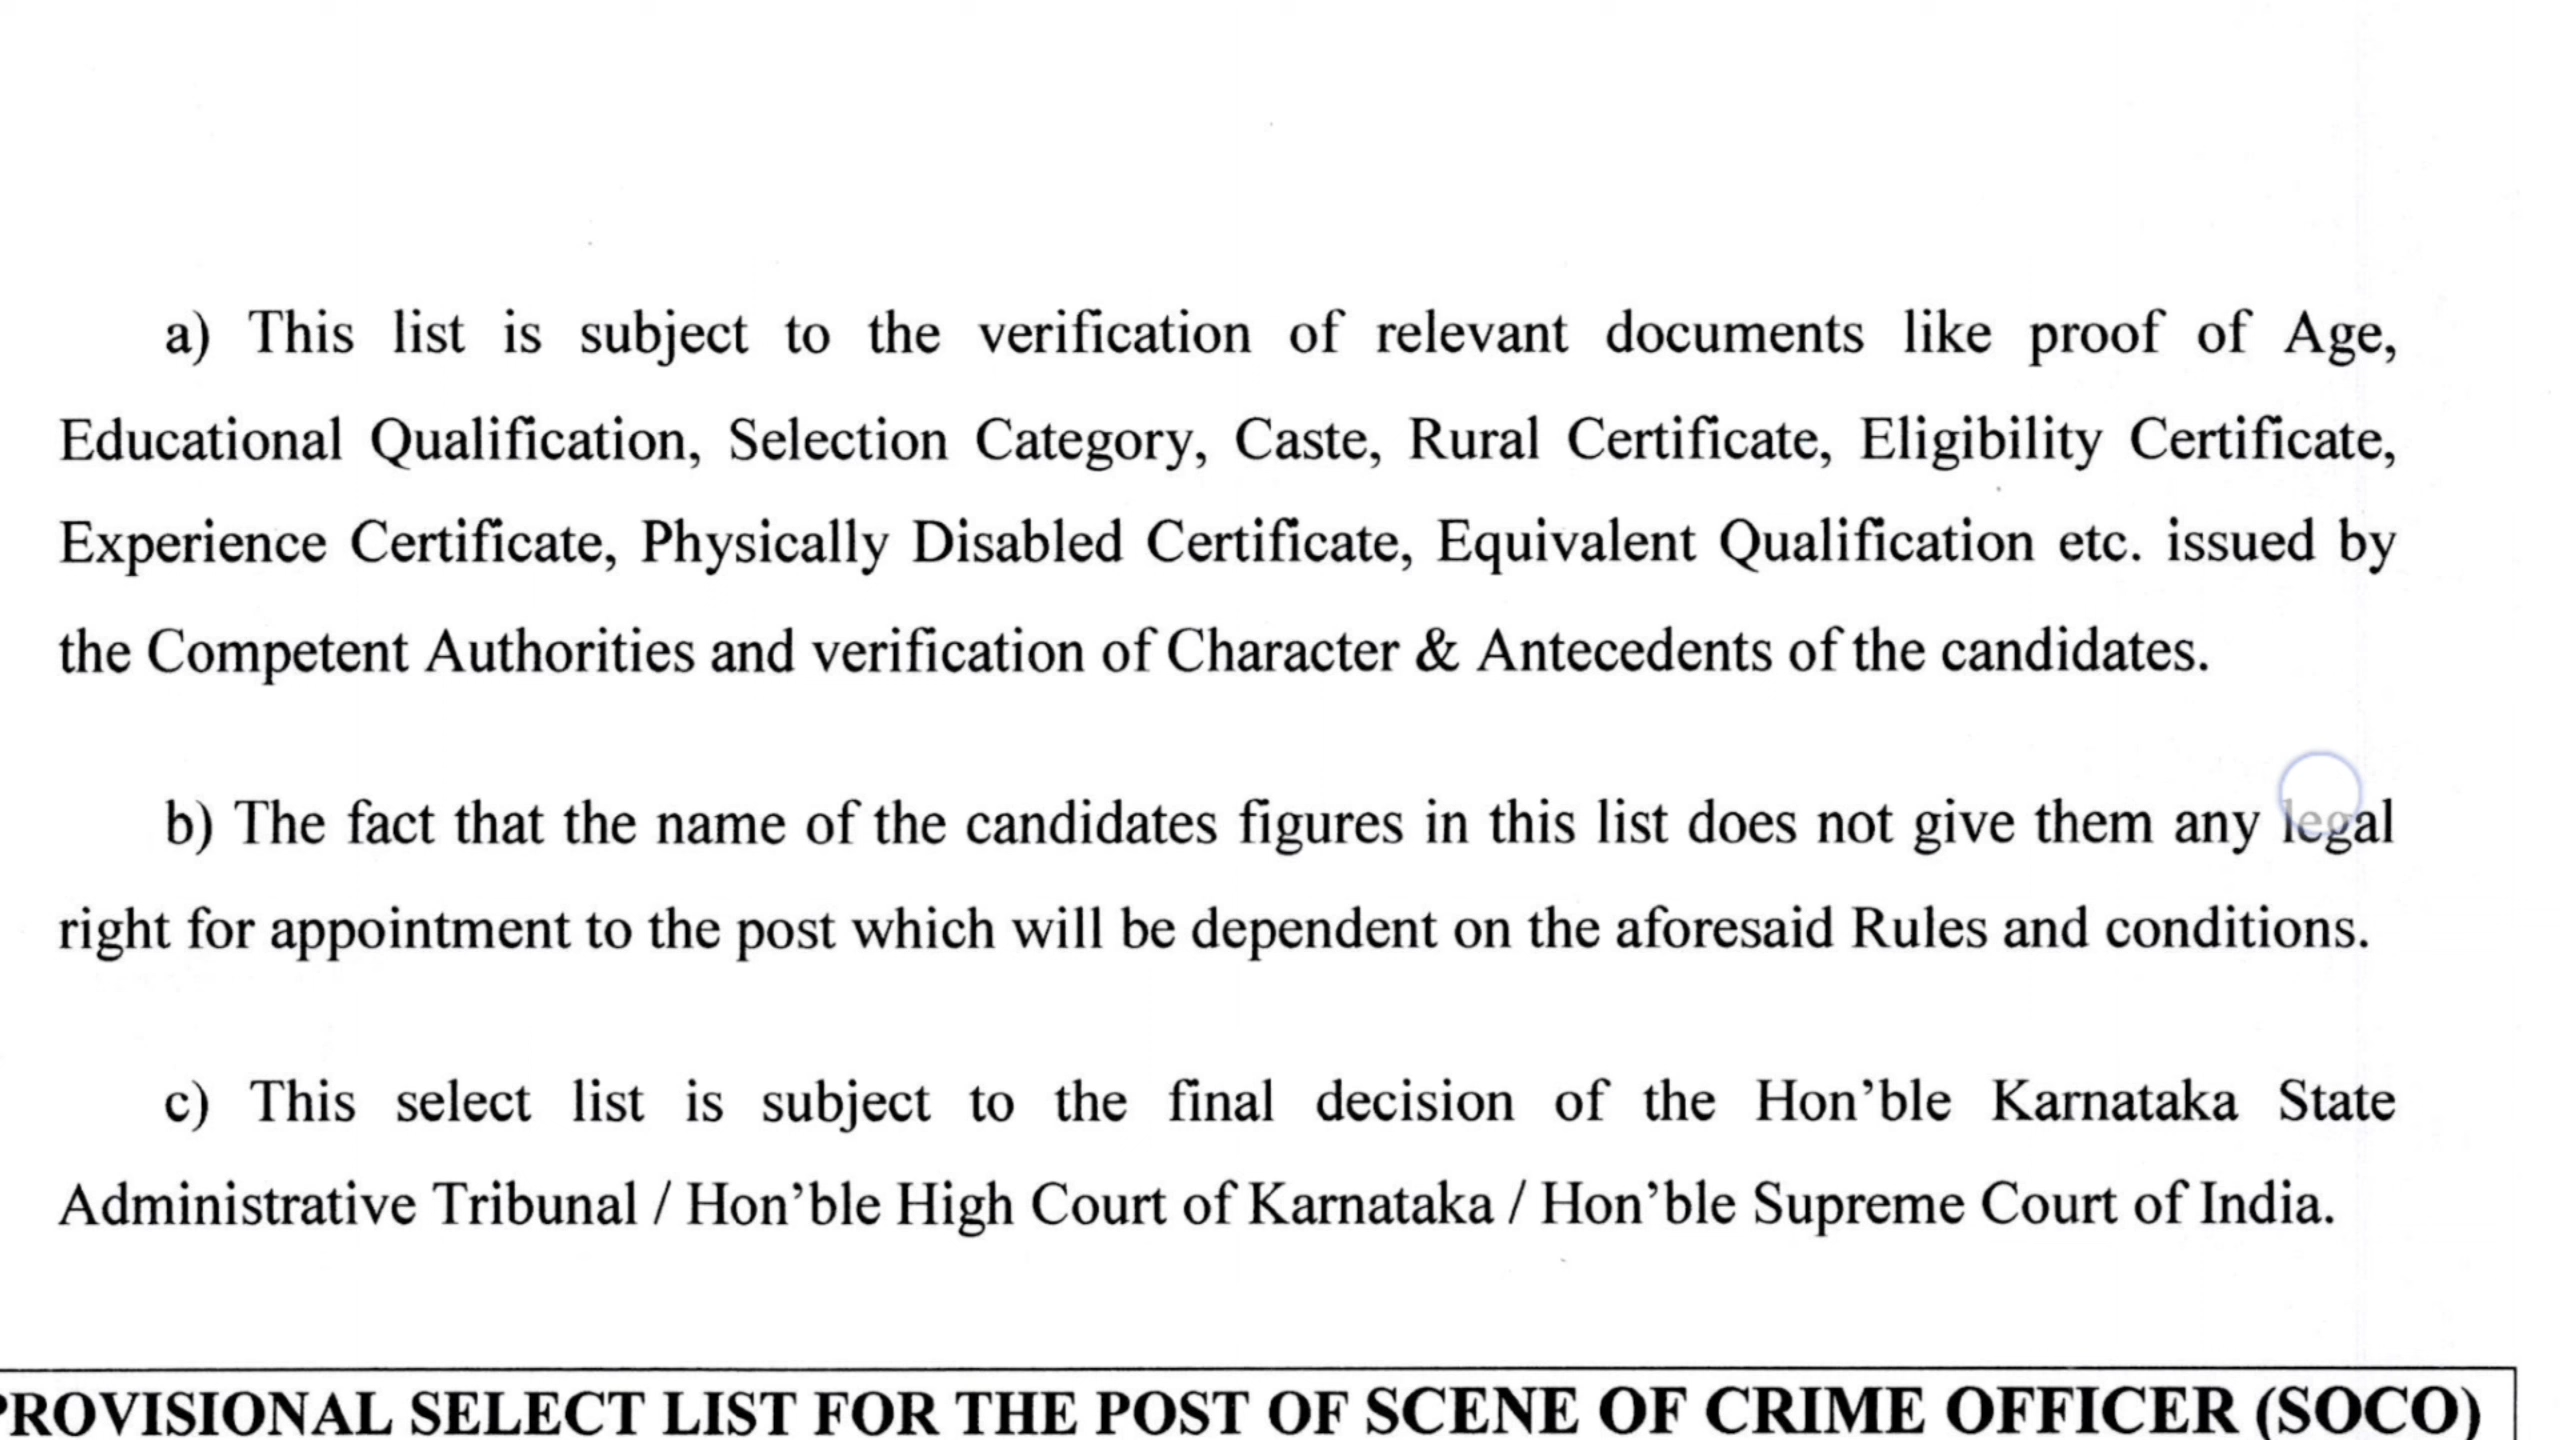 a) This list is subject to the verification of relevant documents like proof of Age,
Educational Qualification, Selection Category, Caste, Rural Certificate, Eligibility Certificate,
Experience Certificate, Physically Disabled Certificate, Equivalent Qualification etc. issued by
the Competent Authorities and verification of Character & Antecedents of the candidates.
b) The fact that the name of the candidates figures in this list does not give them any legal
right for appointment to the post which will be dependent on the aforesaid Rules and conditions.
c) This select list is subject to the final decision of the Hon’ble Karnataka State
Administrative Tribunal / Hon’ble High Court of Karnataka / Hon’ble Supreme Court of India.
PROVISIONAL SELECT LIST FOR THE POST OF SCENE OF CRIME OFFICER (SOCO)